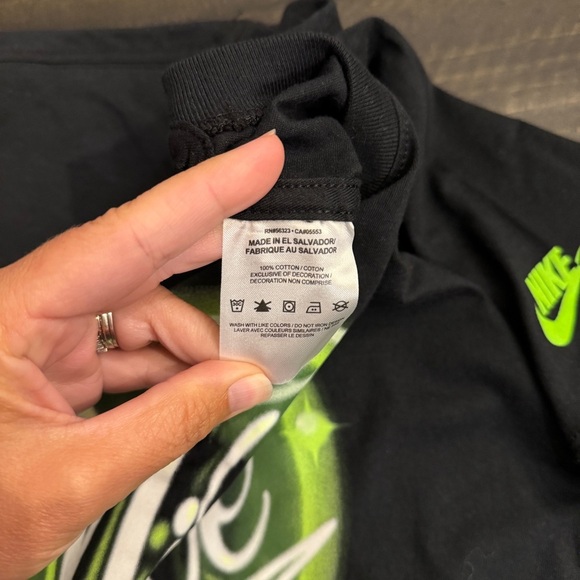 RN#56323 • CA#05553
MADE IN EL SALVADOR/
FABRIQUE AU SALVADOR
100% COTTON / COTON
EXCLUSIVE OF DECORATION /
DECORATION NON COMPRISE
WASH WITH LIKE COLORS / DO NOT IRON
LAVER AVEC COULEURS SIMILAIRES /
REPASSER LE DESSIN
NIKE